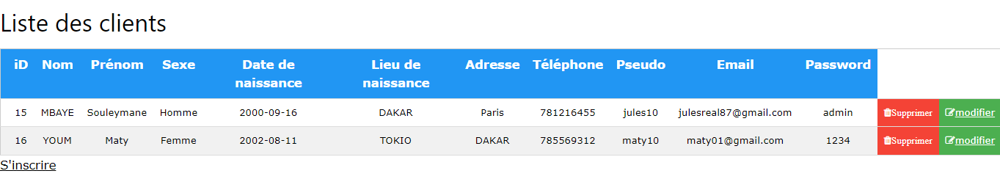 Liste des clients
iD Nom Prénom Sexe Date de naissance Lieu de naissance Adresse Téléphone Pseudo Email Password
15 MBAYE Souleymane Homme 2000-09-16 DAKAR Paris 781216455 jules10 julesreal87@gmail.com admin Supprimer modifier
16 YOUM Maty Femme 2002-08-11 TOKIO DAKAR 785569312 maty10 maty01@gmail.com 1234 Supprimer modifier
S'inscrire